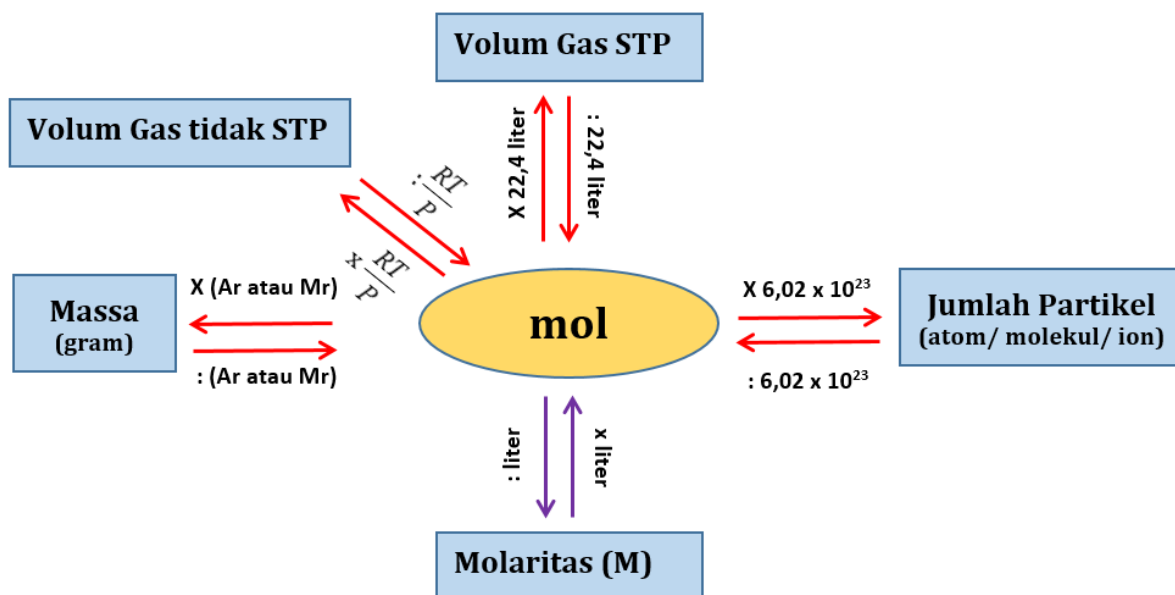 Volum Gas STP
Volum Gas tidak STP
X 22,4 liter
: 22,4 liter
: RT/P
x RT/P
Massa
(gram)
X (Ar atau Mr)
: (Ar atau Mr)
mol
X 6,02 x 10²³
: 6,02 x 10²³
Jumlah Partikel
(atom/ molekul/ ion)
: liter
x liter
Molaritas (M)